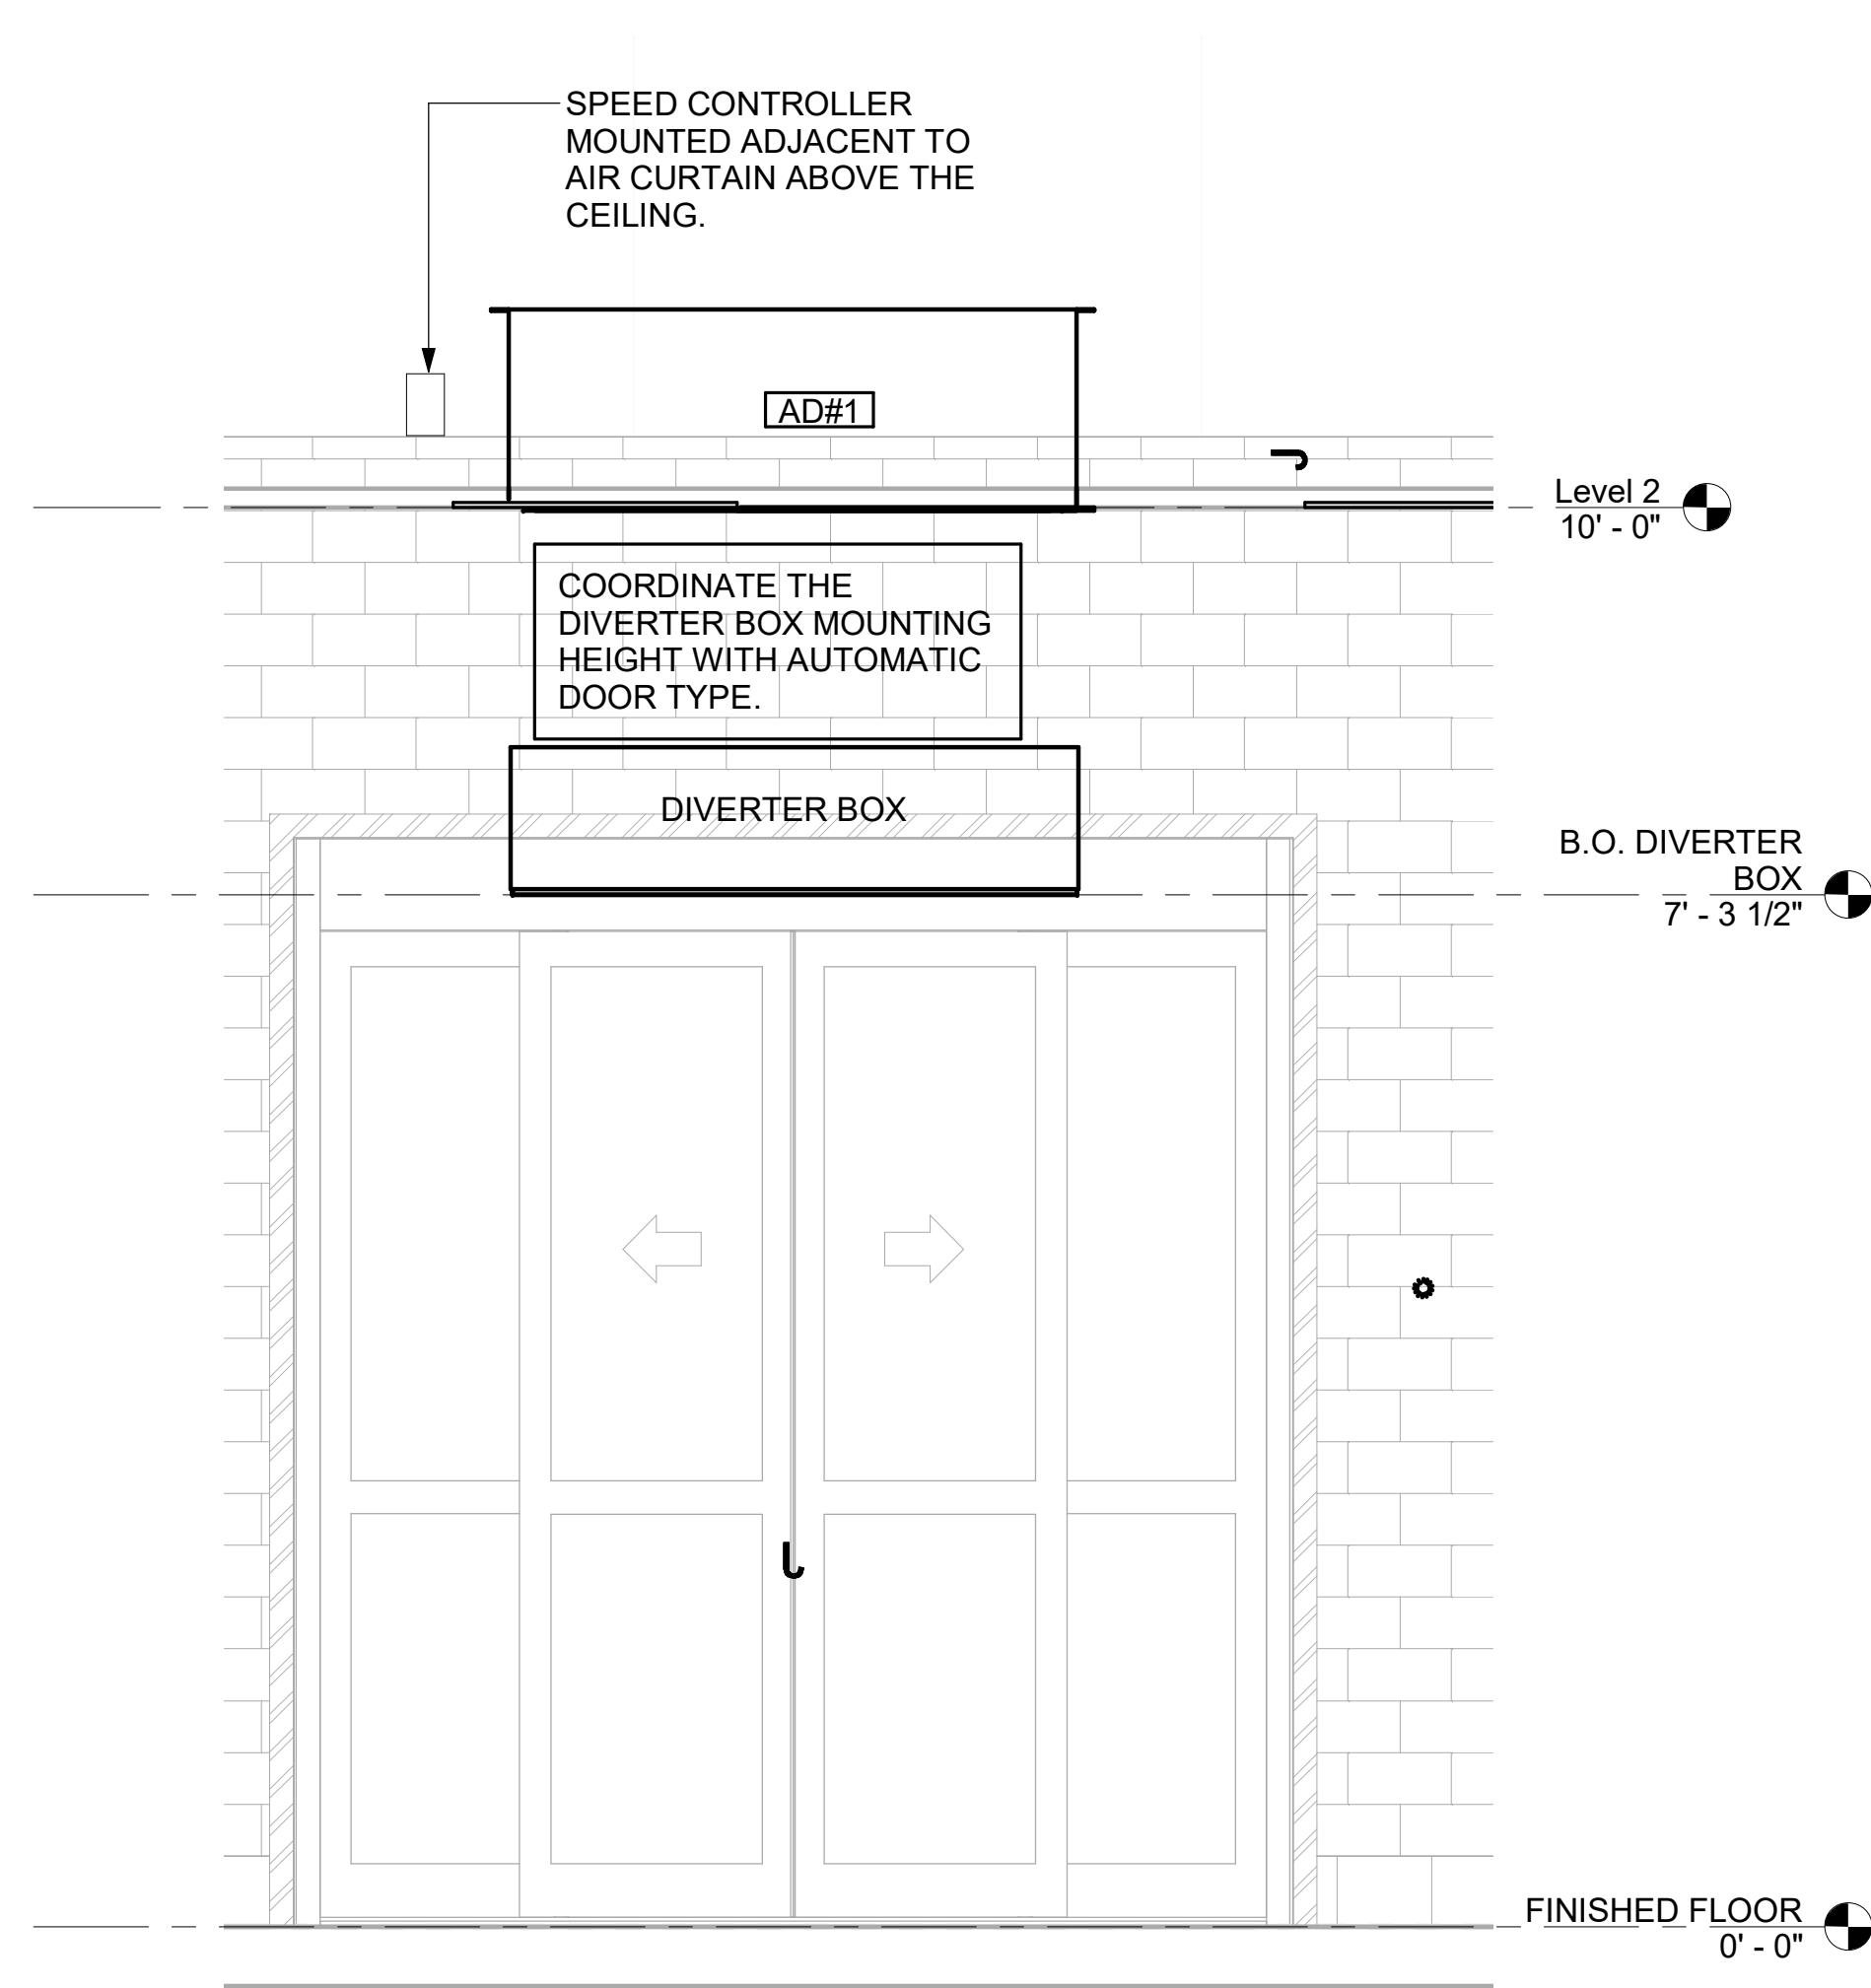 SPEED CONTROLLER
MOUNTED ADJACENT TO
AIR CURTAIN ABOVE THE
CEILING.
AD#1
Level 2
10' - 0"
COORDINATE THE
DIVERTER BOX MOUNTING
HEIGHT WITH AUTOMATIC
DOOR TYPE.
DIVERTER BOX
B.O. DIVERTER
BOX
7' - 3 1/2"
FINISHED FLOOR
0' - 0"